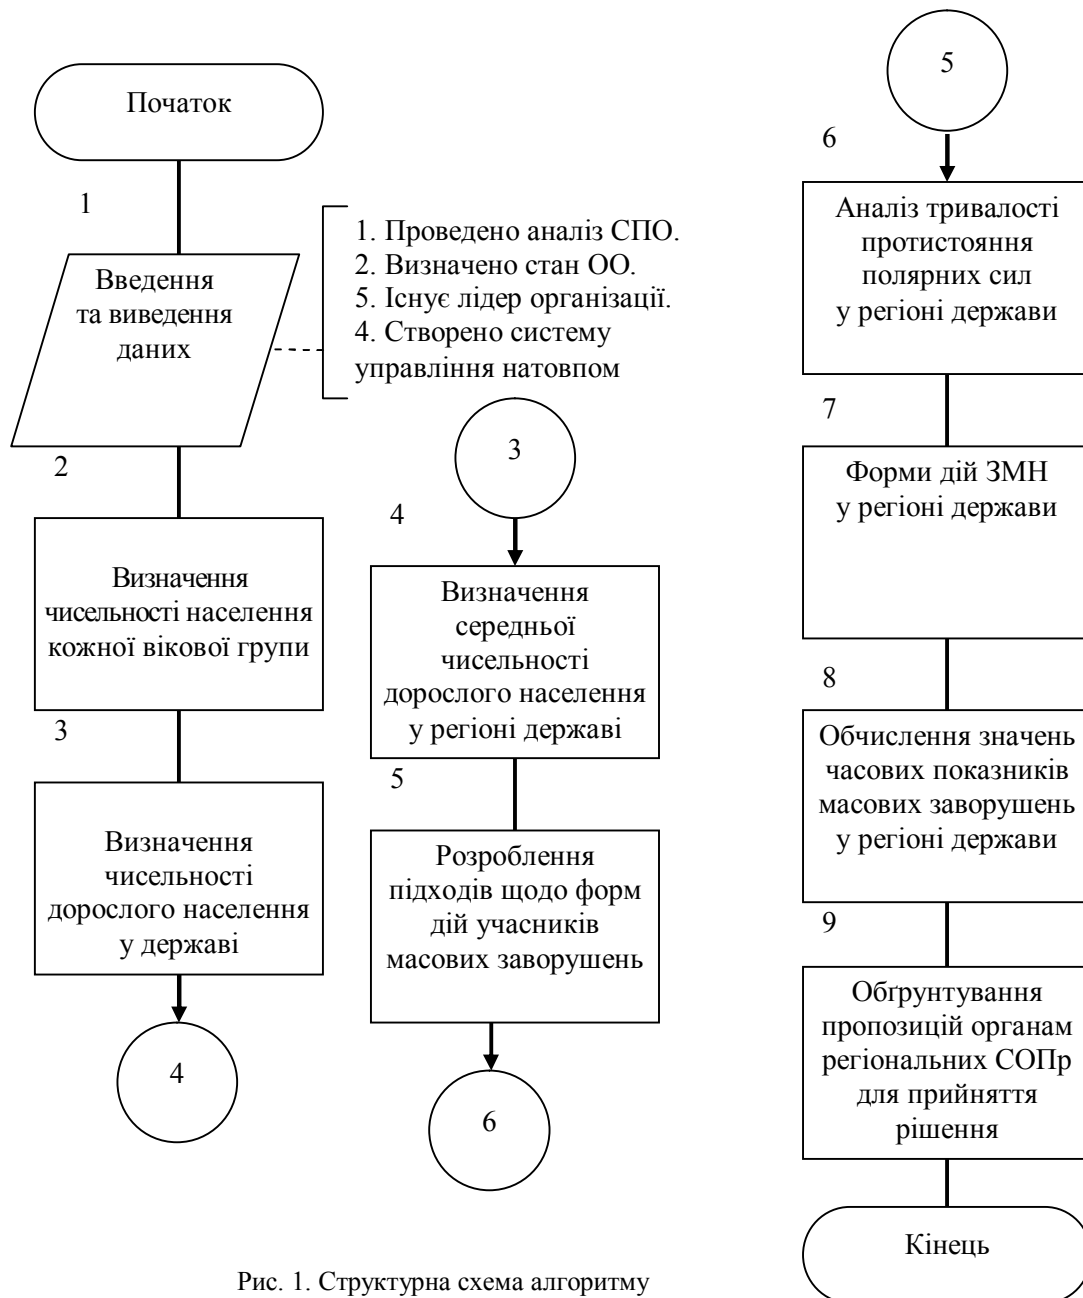 Початок
1
Введення
та виведення
даних
1. Проведено аналіз СПО.
2. Визначено стан ОО.
5. Існує лідер організації.
4. Створено систему
управління натовпом
2
Визначення
чисельності населення
кожної вікової групи
3
Визначення
чисельності
дорослого населення
у державі
4
3
4
Визначення
середньої
чисельності
дорослого населення
у регіоні державі
5
Розроблення
підходів щодо форм
дій учасників
масових заворушень
6
5
6
Аналіз тривалості
протистояння
полярних сил
у регіоні держави
7
Форми дій ЗМН
у регіоні держави
8
Обчислення значень
часових показників
масових заворушень
у регіоні держави
9
Обґрунтування
пропозицій органам
регіональних СОПр
для прийняття
рішення
Кінець
Рис. 1. Структурна схема алгоритму